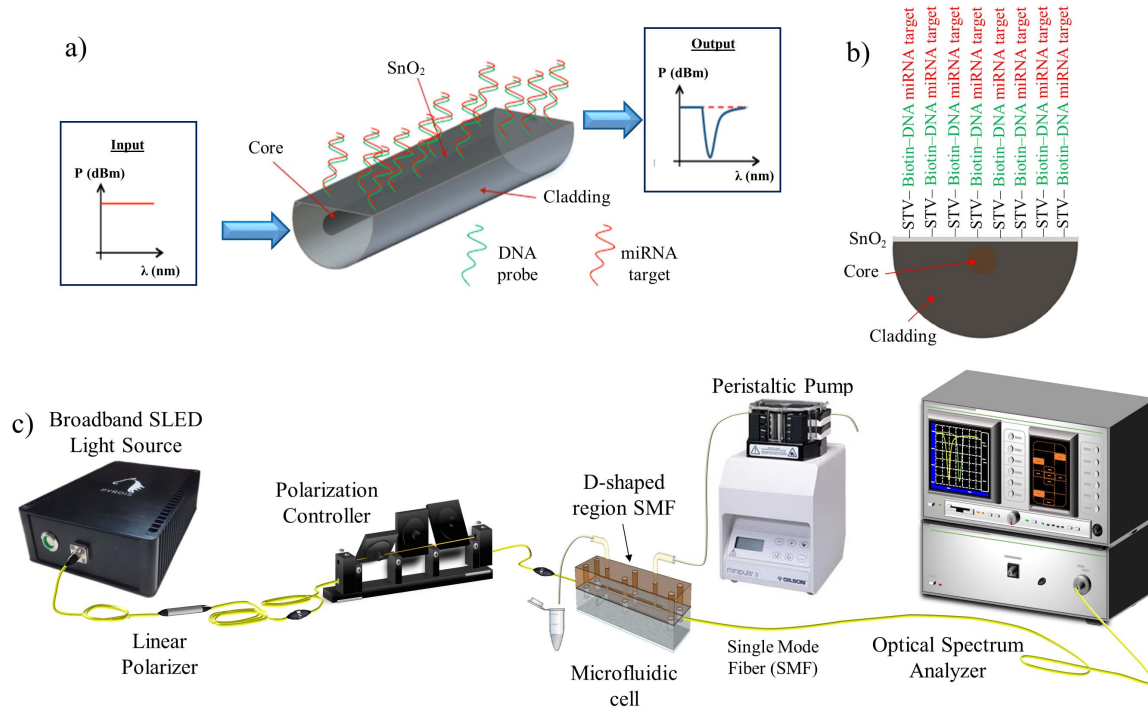 a)
Input
P (dBm)
λ (nm)
SnO₂
Core
Cladding
DNA
probe
miRNA
target
Output
P (dBm)
λ (nm)
b)
STV– Biotin–DNA miRNA target
STV– Biotin–DNA miRNA target
STV– Biotin–DNA miRNA target
STV– Biotin–DNA miRNA target
STV– Biotin–DNA miRNA target
STV– Biotin–DNA miRNA target
STV– Biotin–DNA miRNA target
STV– Biotin–DNA miRNA target
SnO₂
Core
Cladding
c)
Broadband SLED
Light Source
PYROIS
Linear
Polarizer
Polarization
Controller
D-shaped
region SMF
Microfluidic
cell
Peristaltic Pump
minipuls 3
GILSON
Single Mode
Fiber (SMF)
Optical Spectrum
Analyzer